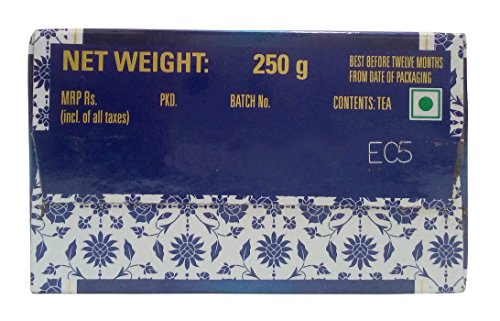 NET WEIGHT: 250 g
BEST BEFORE TWELVE MONTHS
FROM DATE OF PACKAGING
MRP Rs. PKD. BATCH No. CONTENTS: TEA
(incl. of all taxes)
EC5